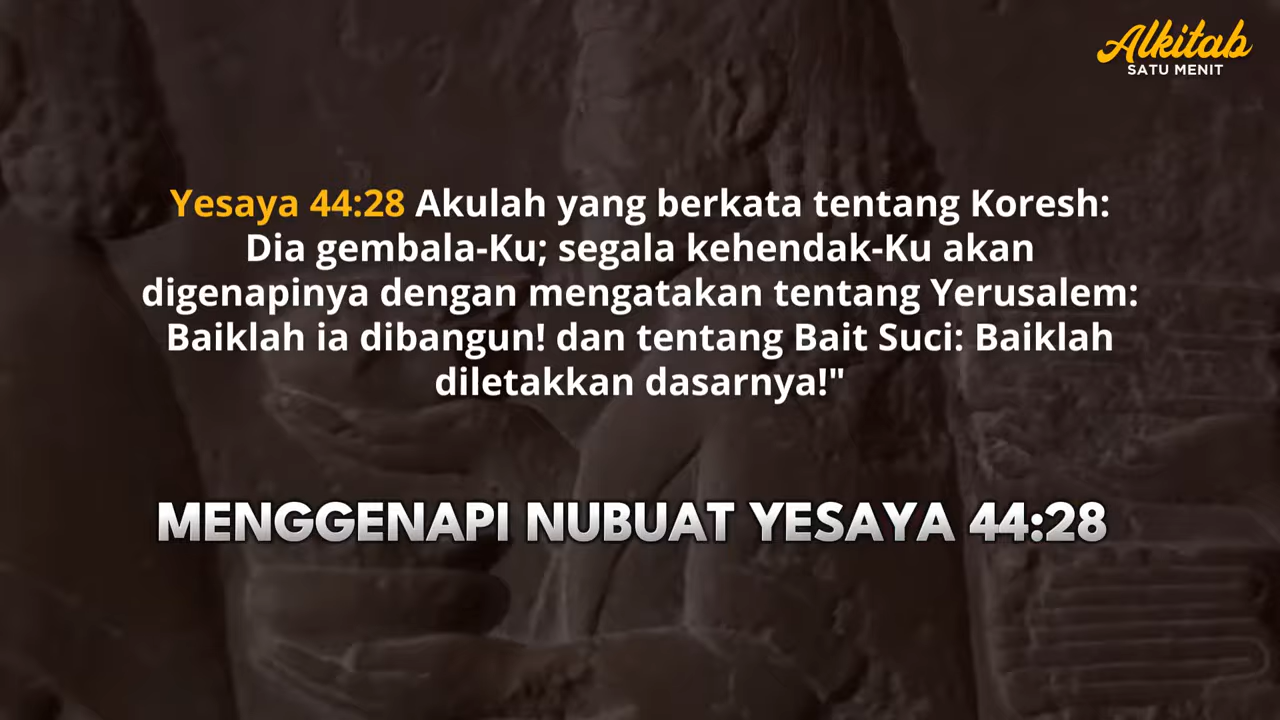 Alkitab
SATU MENIT
Yesaya 44:28 Akulah yang berkata tentang Koresh:
Dia gembala-Ku; segala kehendak-Ku akan
digenapinya dengan mengatakan tentang Yerusalem:
Baiklah ia dibangun! dan tentang Bait Suci: Baiklah
diletakkan dasarnya!"
MENGGENAPI NUBUAT YESAYA 44:28